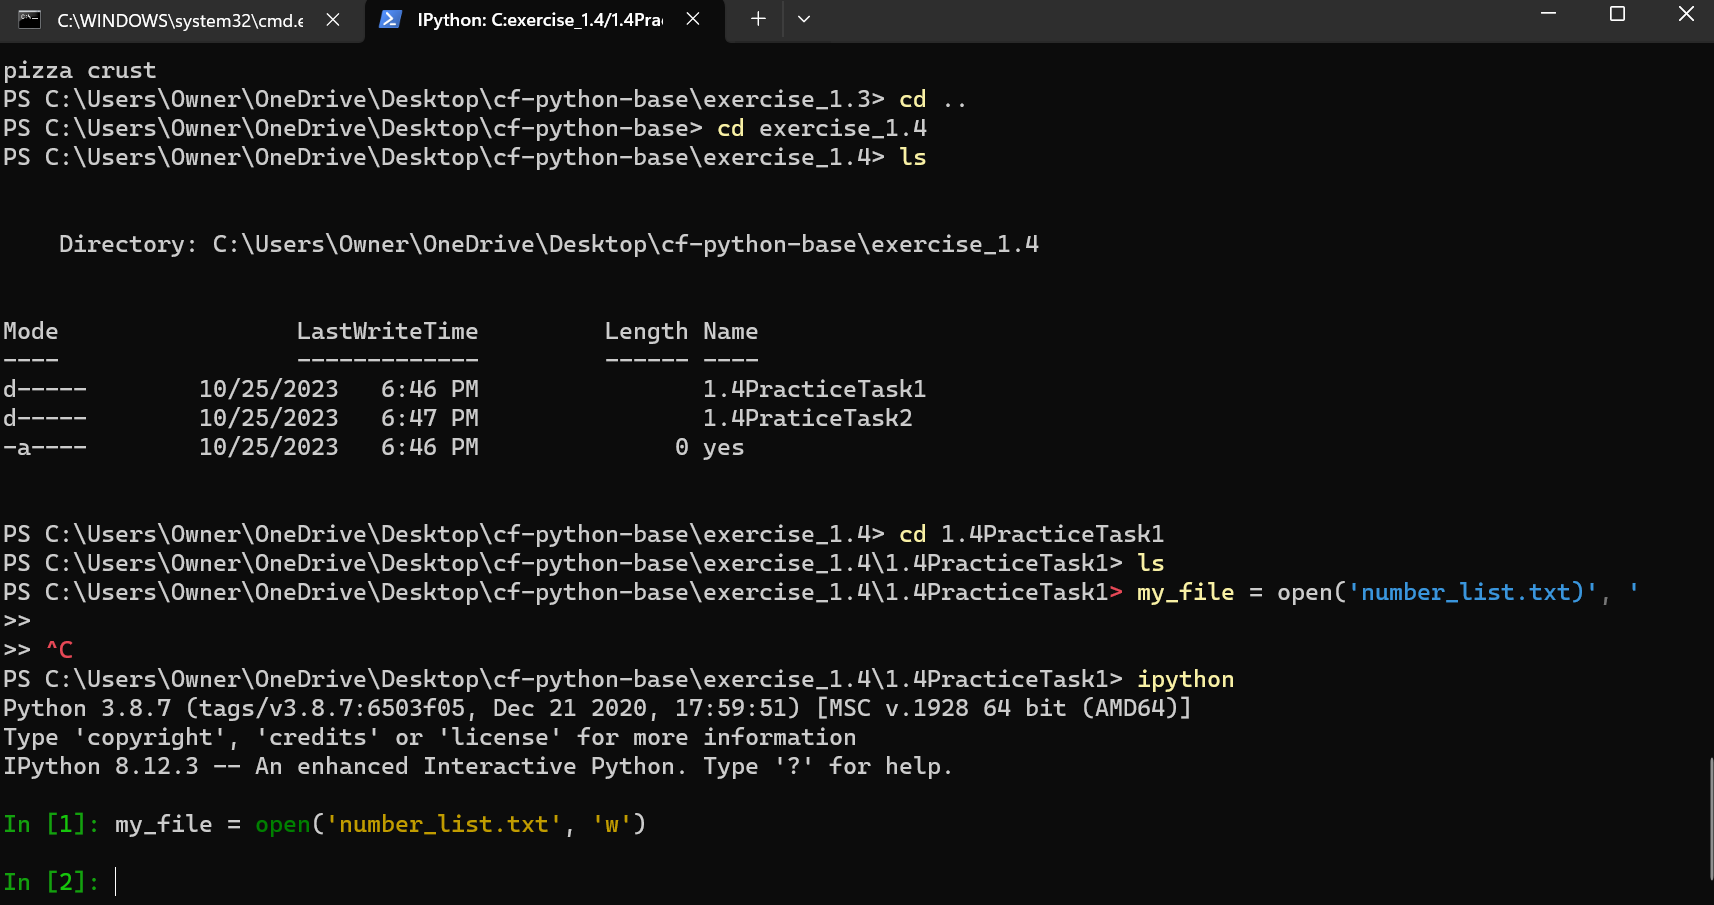 C:\WINDOWS\system32\cmd.e
IPython: C:exercise_1.4/1.4Pra
pizza crust
PS C:\Users\Owner\OneDrive\Desktop\cf-python-base\exercise_1.3> cd ..
PS C:\Users\Owner\OneDrive\Desktop\cf-python-base> cd exercise_1.4
PS C:\Users\Owner\OneDrive\Desktop\cf-python-base\exercise_1.4> ls
    Directory: C:\Users\Owner\OneDrive\Desktop\cf-python-base\exercise_1.4
Mode                 LastWriteTime         Length Name
----                 -------------         ------ ----
d-----        10/25/2023   6:46 PM                1.4PracticeTask1
d-----        10/25/2023   6:47 PM                1.4PraticeTask2
-a----        10/25/2023   6:46 PM              0 yes
PS C:\Users\Owner\OneDrive\Desktop\cf-python-base\exercise_1.4> cd 1.4PracticeTask1
PS C:\Users\Owner\OneDrive\Desktop\cf-python-base\exercise_1.4\1.4PracticeTask1> ls
PS C:\Users\Owner\OneDrive\Desktop\cf-python-base\exercise_1.4\1.4PracticeTask1> my_file = open('number_list.txt)', '
>>
>> ^C
PS C:\Users\Owner\OneDrive\Desktop\cf-python-base\exercise_1.4\1.4PracticeTask1> ipython
Python 3.8.7 (tags/v3.8.7:6503f05, Dec 21 2020, 17:59:51) [MSC v.1928 64 bit (AMD64)]
Type 'copyright', 'credits' or 'license' for more information
IPython 8.12.3 -- An enhanced Interactive Python. Type '?' for help.
In [1]: my_file = open('number_list.txt', 'w')
In [2]: